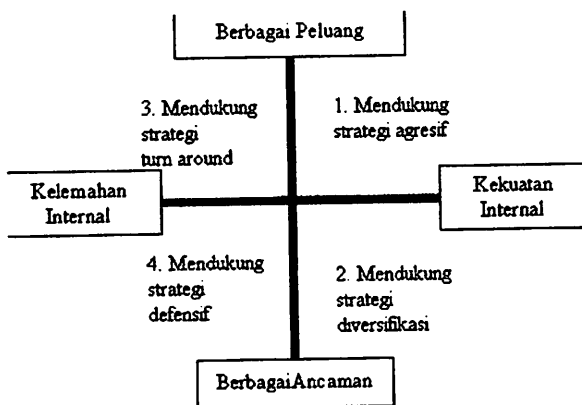 Berbagai Peluang
3. Mendukung
strategi
turn around
1. Mendukung
strategi agresif
Kelemahan
Internal
Kekuatan
Internal
4. Mendukung
strategi
defensif
2. Mendukung
strategi
diversifikasi
BerbagaiAncaman